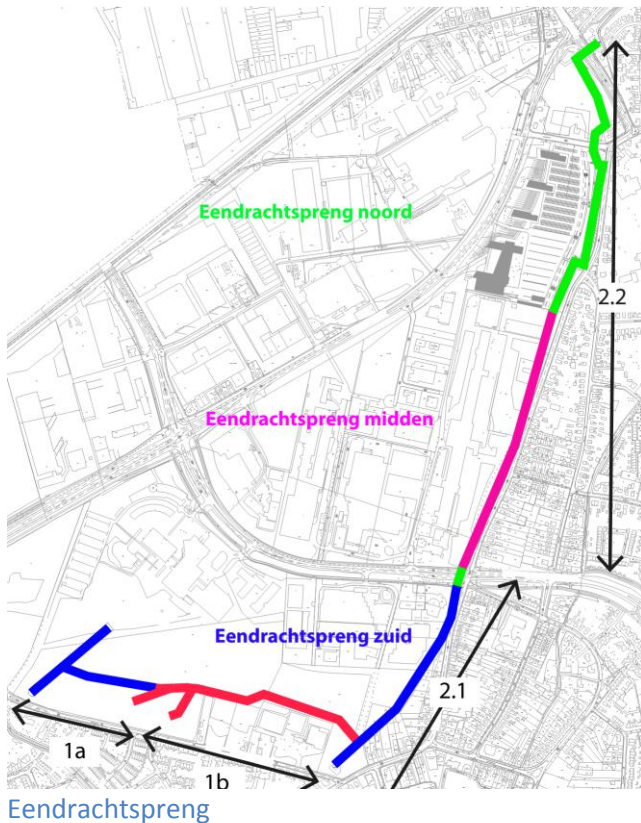 Eendrachtspreng noord
2.2
Eendrachtspreng midden
Eendrachtspreng zuid
2.1
1a
1b
Eendrachtspreng